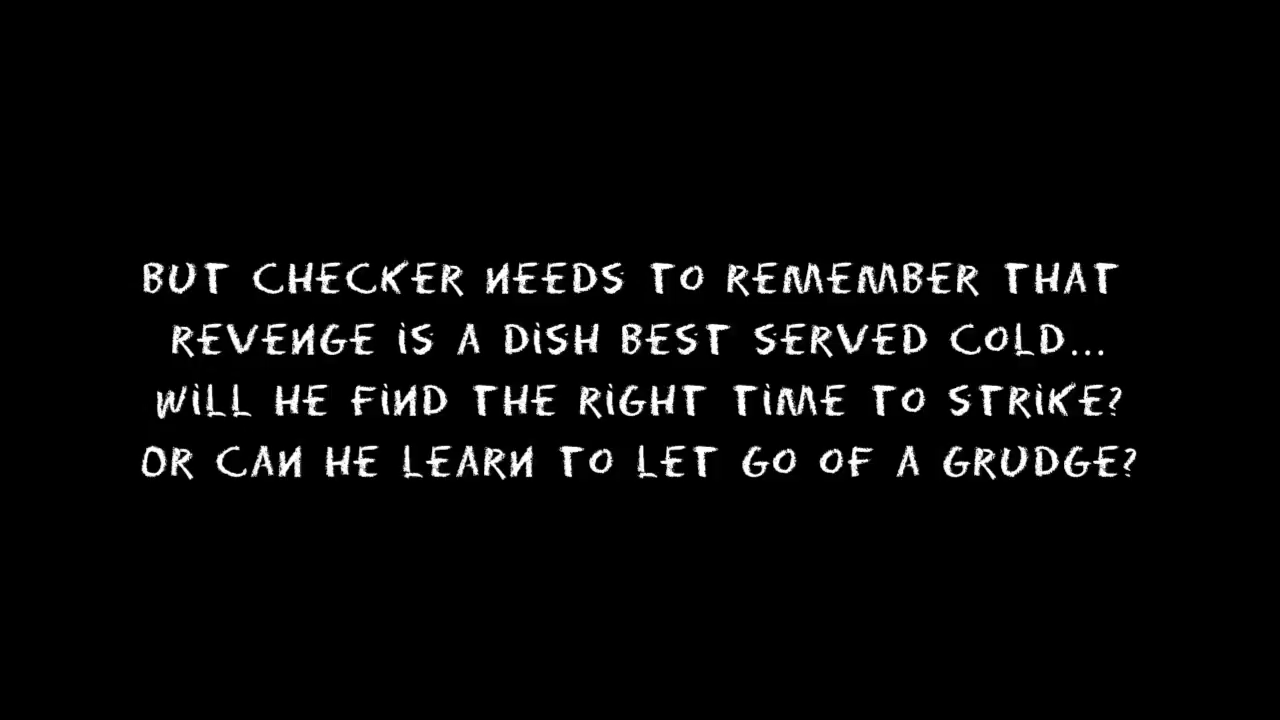 BUT CHECKER NEEDS TO REMEMBER THAT
REVENGE iS A DiSH BEST SERVED COLD...
WiLL HE FiND THE RiGHT TiME TO STRiKE?
OR CAN HE LEARN TO LET GO OF A GRUDGE?